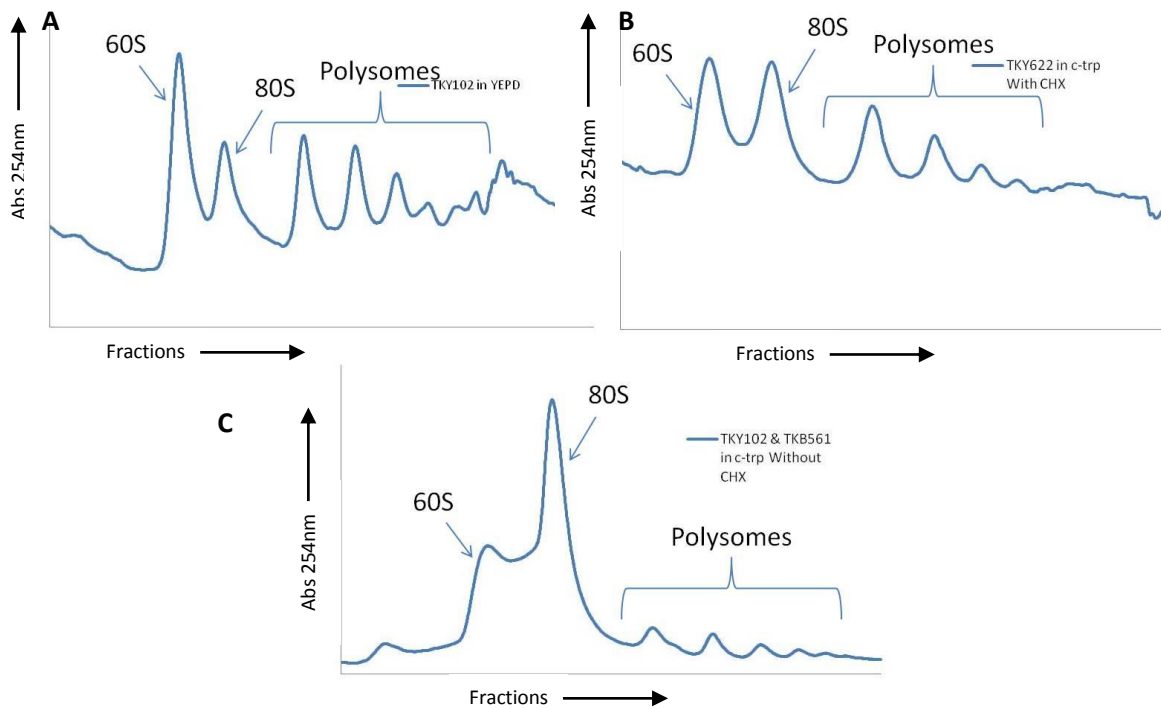 A
60S
80S
Polysomes
TKY102 in YEPD
Abs 254nm
Fractions
B
60S
80S
Polysomes
TKY622 in c-trp
With CHX
Abs 254nm
Fractions
C
60S
80S
Polysomes
TKY102 & TKB561
in c-trp Without
CHX
Abs 254nm
Fractions